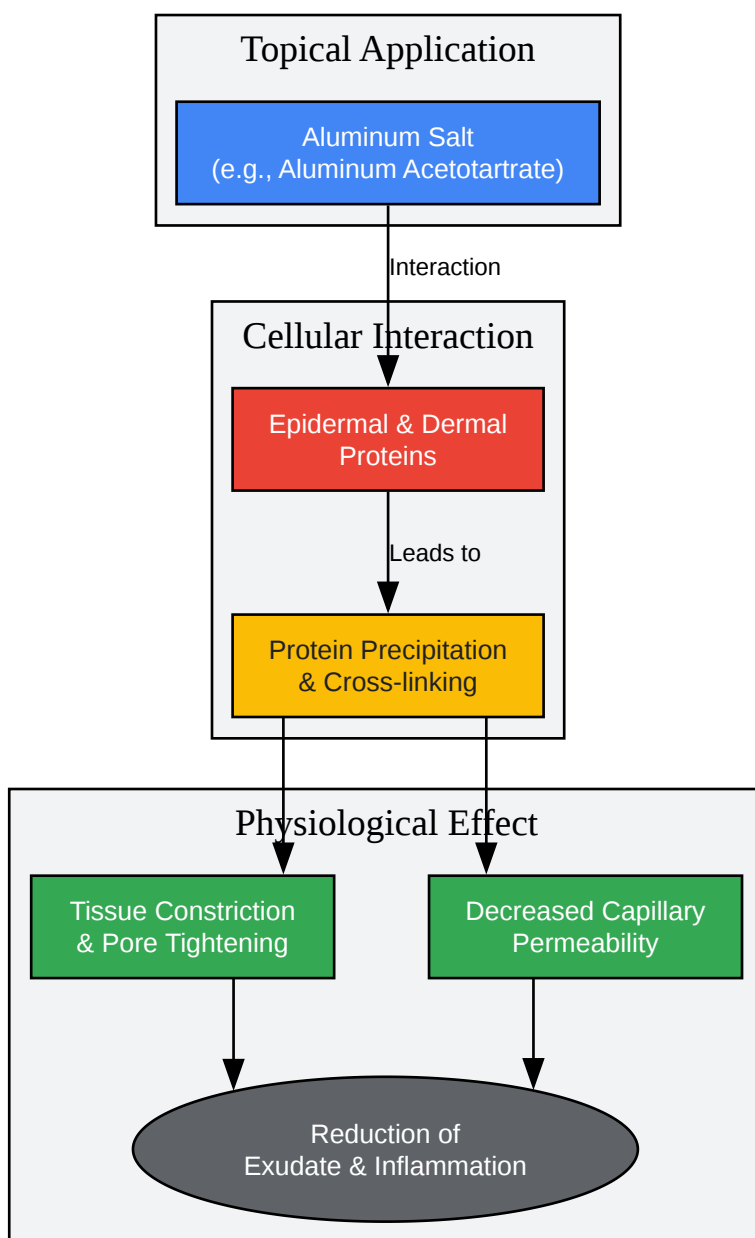 Topical Application
Aluminum Salt
(e.g., Aluminum Acetotartrate)
Interaction
Cellular Interaction
Epidermal & Dermal
Proteins
Leads to
Protein Precipitation
& Cross-linking
Physiological Effect
Tissue Constriction
& Pore Tightening
Decreased Capillary
Permeability
Reduction of
Exudate & Inflammation